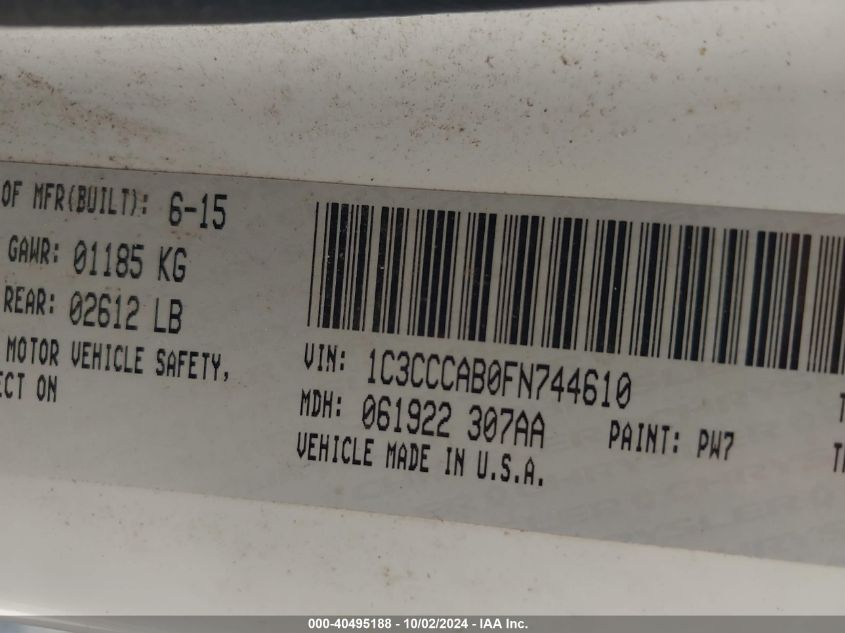 OF MFR(BUILT): 6-15
GAWR: 01185 KG
REAR: 02612 LB
MOTOR VEHICLE SAFETY,
ECT ON
VIN: 1C3CCCAB0FN744610
MDH: 061922 307AA PAINT: PW7
VEHICLE MADE IN U.S.A.
000-40495188 - 10/02/2024 - IAA Inc.